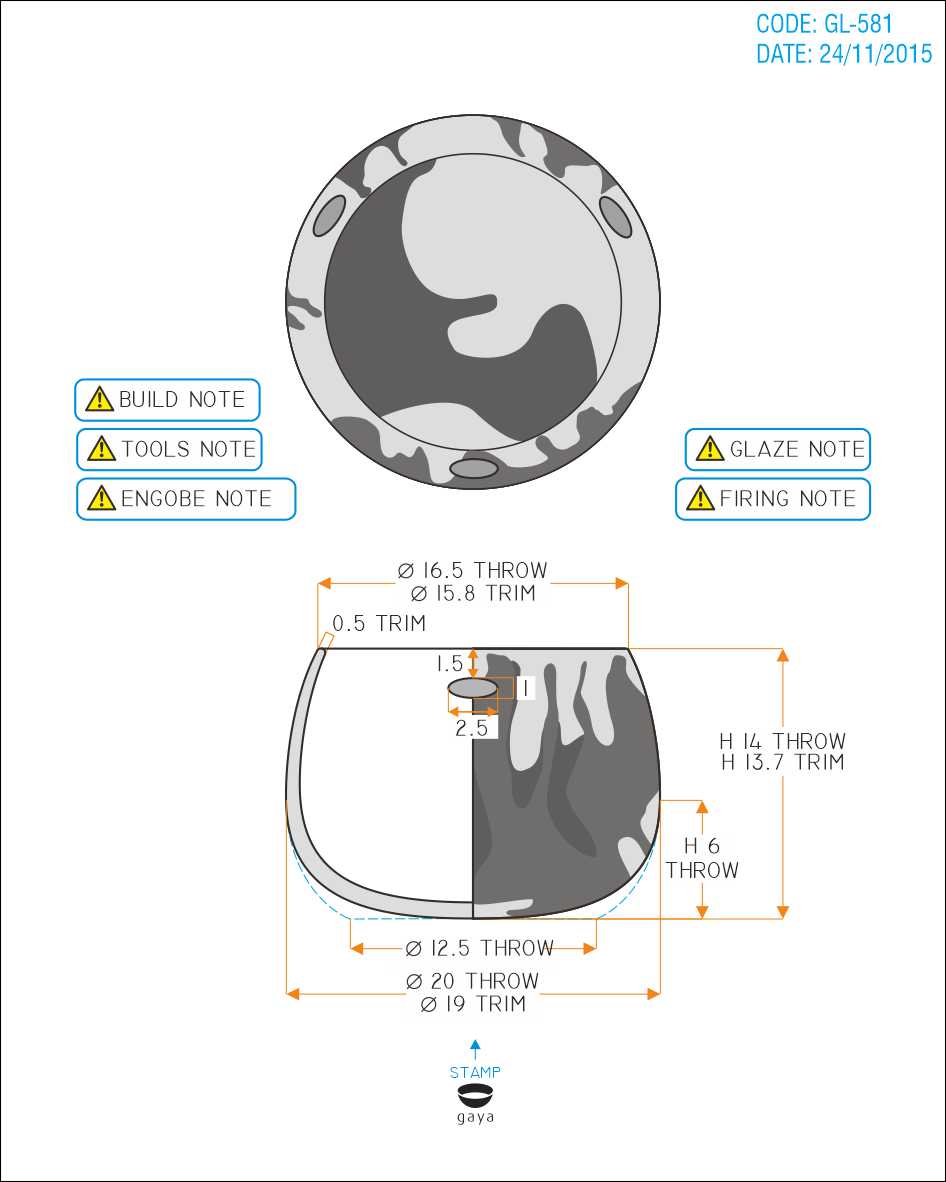 CODE: GL-581
DATE: 24/11/2015
BUILD NOTE
TOOLS NOTE
ENGOBE NOTE
GLAZE NOTE
FIRING NOTE
Ø 16.5 THROW
Ø 15.8 TRIM
0.5 TRIM
1.5
1
2.5
H 14 THROW
H 13.7 TRIM
H 6
THROW
Ø 12.5 THROW
Ø 20 THROW
Ø 19 TRIM
STAMP
gaya